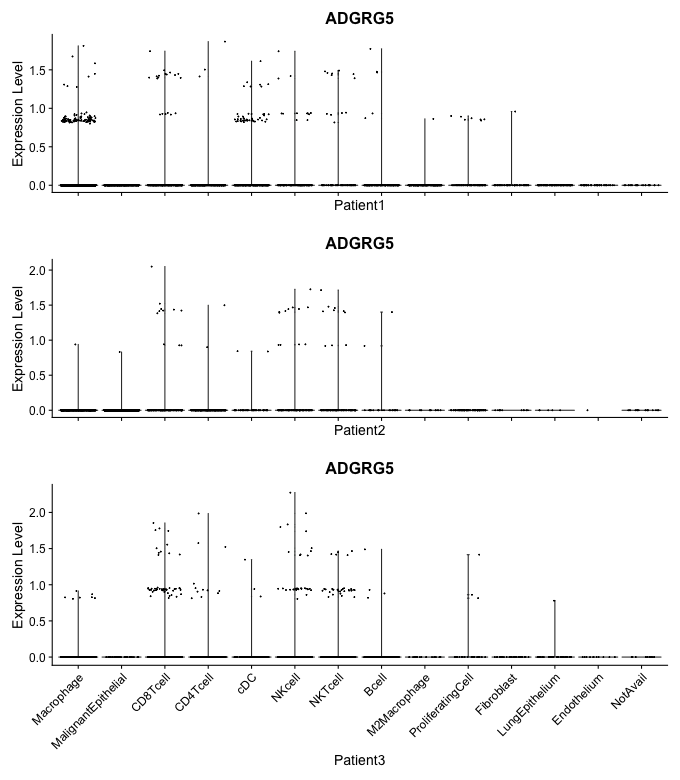 ADGRG5
Expression Level
1.5
1.0
0.5
0.0
Patient1
ADGRG5
Expression Level
2.0
1.5
1.0
0.5
0.0
Patient2
ADGRG5
Expression Level
2.0
1.5
1.0
0.5
0.0
Macrophage
MalignantEpithelial
CD8Tcell
CD4Tcell
cDC
NKcell
NKTcell
Bcell
M2Macrophage
ProliferatingCell
Fibroblast
LungEpithelium
Endothelium
NotAvail
Patient3